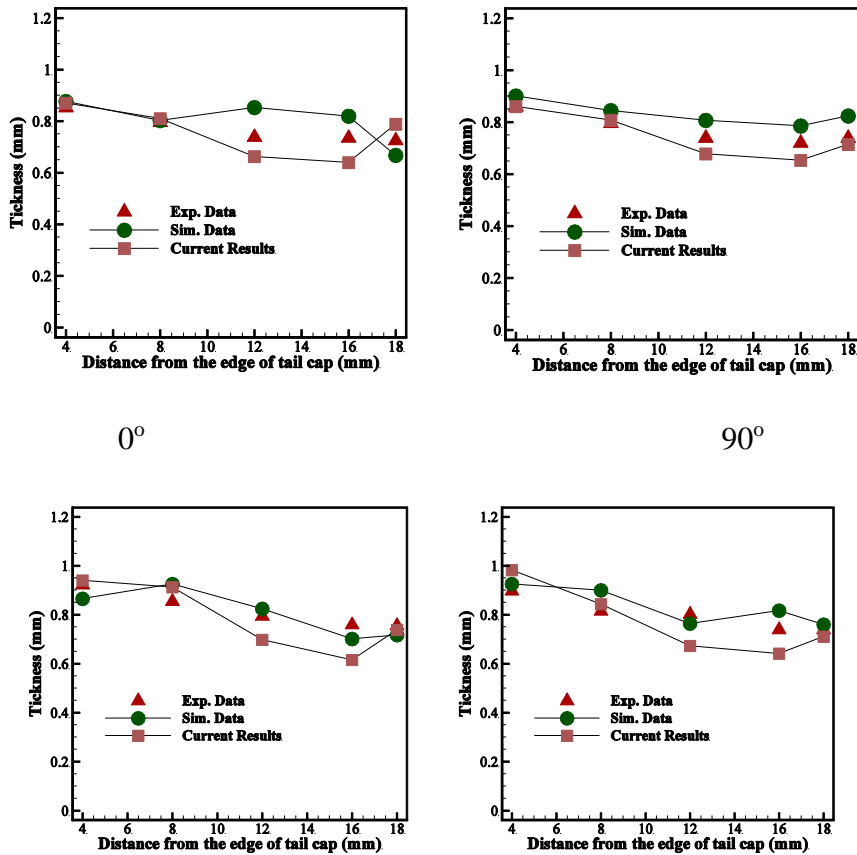 1.2
1.
0.8
0.6
0.4
0.2
0.
Tickness (mm)
Exp. Data
Sim. Data
Current Results
4. 6. 8. 10. 12. 14. 16. 18.
Distance from the edge of tail cap (mm)
1.2
1.
0.8
0.6
0.4
0.2
0.
Tickness (mm)
Exp. Data
Sim. Data
Current Results
4. 6. 8. 10. 12. 14. 16. 18.
Distance from the edge of tail cap (mm)
0º
90º
1.2
1.
0.8
0.6
0.4
0.2
0.
Tickness (mm)
Exp. Data
Sim. Data
Current Results
4. 6. 8. 10. 12. 14. 16. 18.
Distance from the edge of tail cap (mm)
1.2
1.
0.8
0.6
0.4
0.2
0.
Tickness (mm)
Exp. Data
Sim. Data
Current Results
4. 6. 8. 10. 12. 14. 16. 18.
Distance from the edge of tail cap (mm)